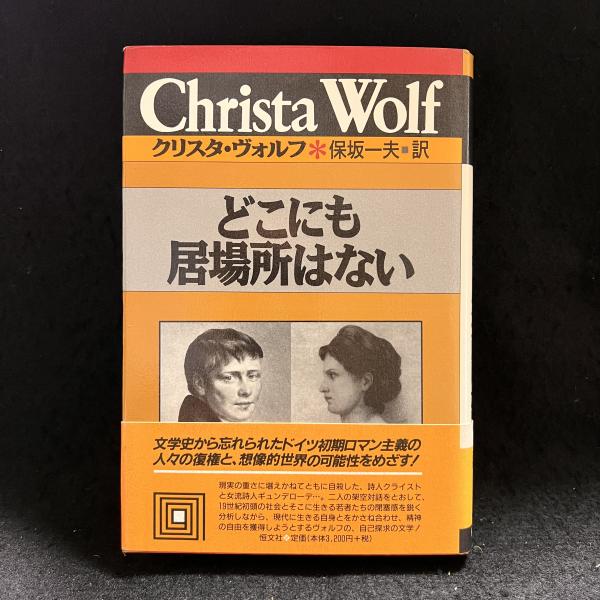 Christa Wolf
クリスタ・ヴォルフ＊保坂一夫■訳
どこにも
居場所はない
文学史から忘れられたドイツ初期ロマン主義の
人々の復権と、想像的世界の可能性をめざす!
現実の重さに堪えかねてともに自殺した、詩人クライスト
と女流詩人ギュンデローデ…。二人の架空対話をとおして、
19世紀初頭の社会とそこに生きる若者たちの閉塞感を鋭く
分析しながら、現代に生きる自身とをかさね合わせ、精神
の自由を獲得しようとするヴォルフの、自己探求の文学!
恒文社◆定価(本体3,200円+税)